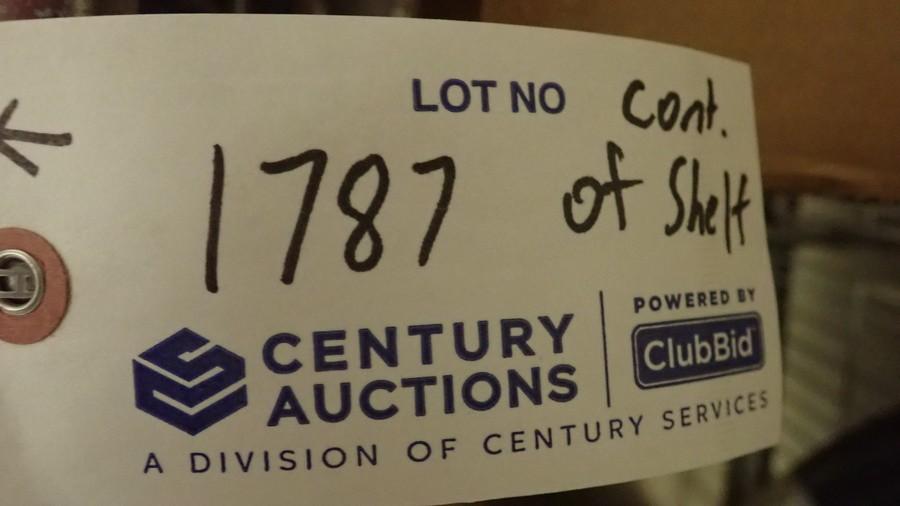 LOT NO
Cont.
1787
of Shelf
CENTURY
AUCTIONS
POWERED BY
ClubBid
A DIVISION OF CENTURY SERVICES